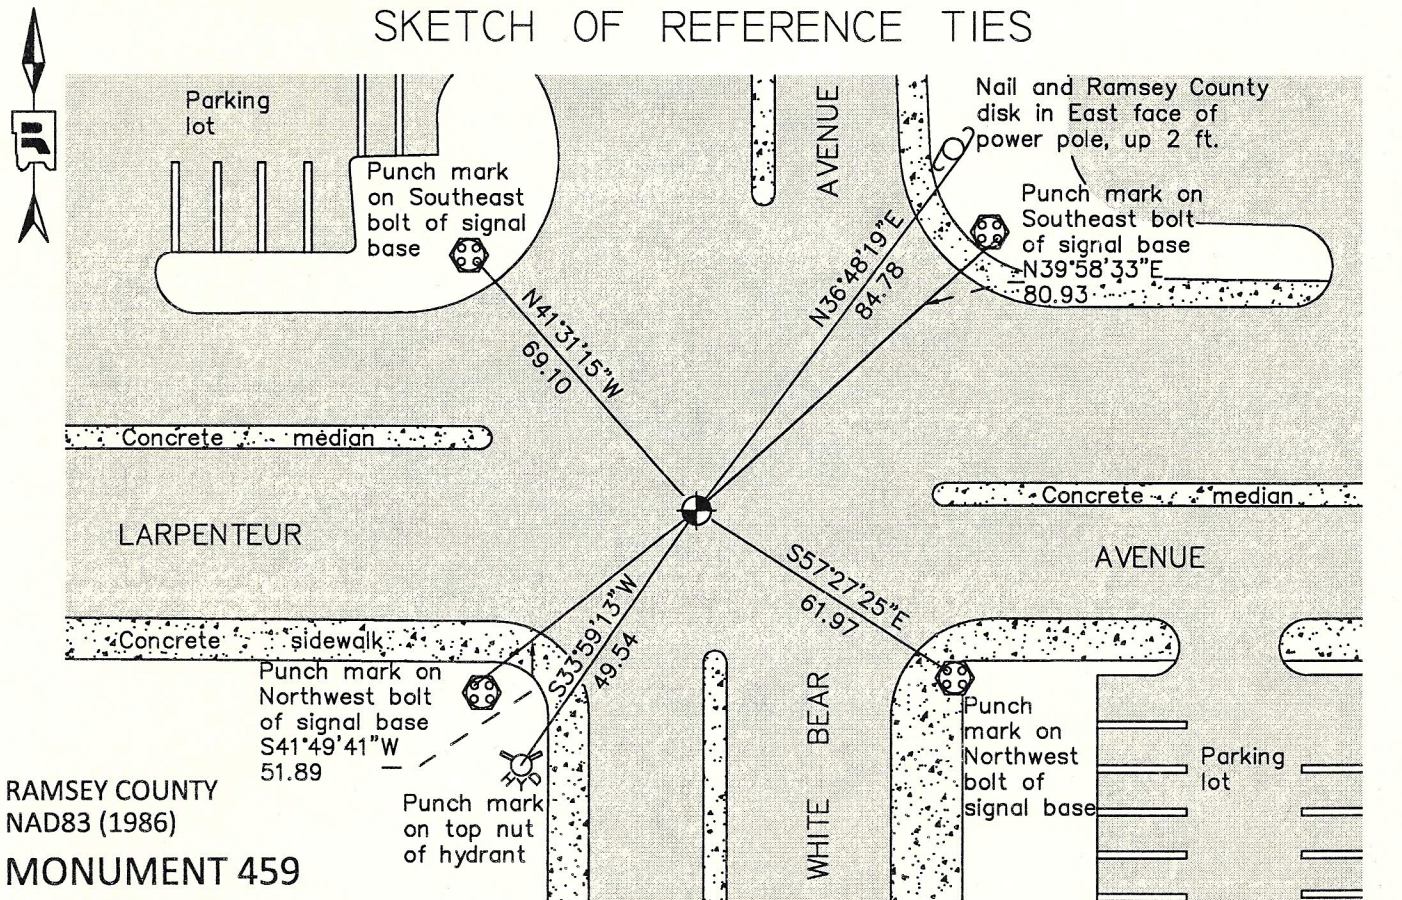 SKETCH OF REFERENCE TIES
Parking
lot
Punch mark
on Southeast
bolt of signal
base
AVENUE
Nail and Ramsey County
disk in East face of
power pole, up 2 ft.
Punch mark on
Southeast bolt
of signal base
N39°58'33"E
80.93
N36°48'19"E
84.78
N41°31'15"W
69.10
Concrete median
Concrete median
LARPENTEUR
AVENUE
S57°27'25"E
61.97
S33°59'13"W
49.54
Concrete sidewalk
Punch mark on
Northwest bolt
of signal base
S41°49'41"W
51.89
HYD
Punch mark
on top nut
of hydrant
WHITE BEAR
Punch
mark on
Northwest
bolt of
signal base
Parking
lot
RAMSEY COUNTY
NAD83 (1986)
MONUMENT 459